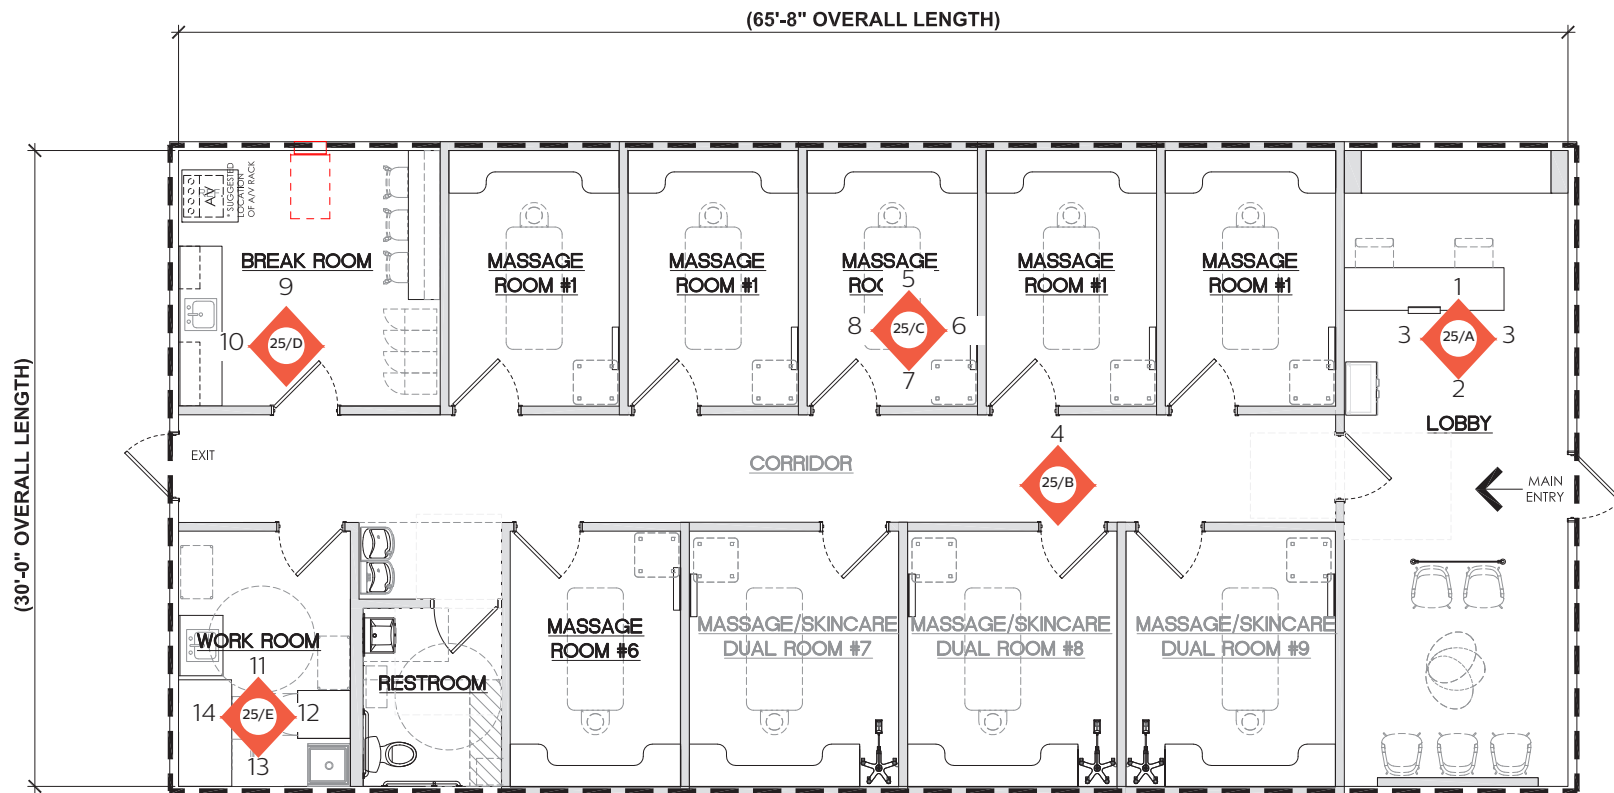 (65'-8" OVERALL LENGTH)
(30'-0" OVERALL LENGTH)
A/V
* SUGGESTED
LOCATION
OF A/V RACK
BREAK ROOM
9
10
25/D
MASSAGE
ROOM #1
MASSAGE
ROOM #1
MASSAGE
5
8
25/C
6
7
MASSAGE
ROOM #1
MASSAGE
ROOM #1
1
3
25/A
3
2
LOBBY
EXIT
CORRIDOR
4
25/B
MAIN
ENTRY
WORK ROOM
11
14
25/E
12
13
RESTROOM
MASSAGE
ROOM #6
MASSAGE/SKINCARE
DUAL ROOM #7
MASSAGE/SKINCARE
DUAL ROOM #8
MASSAGE/SKINCARE
DUAL ROOM #9